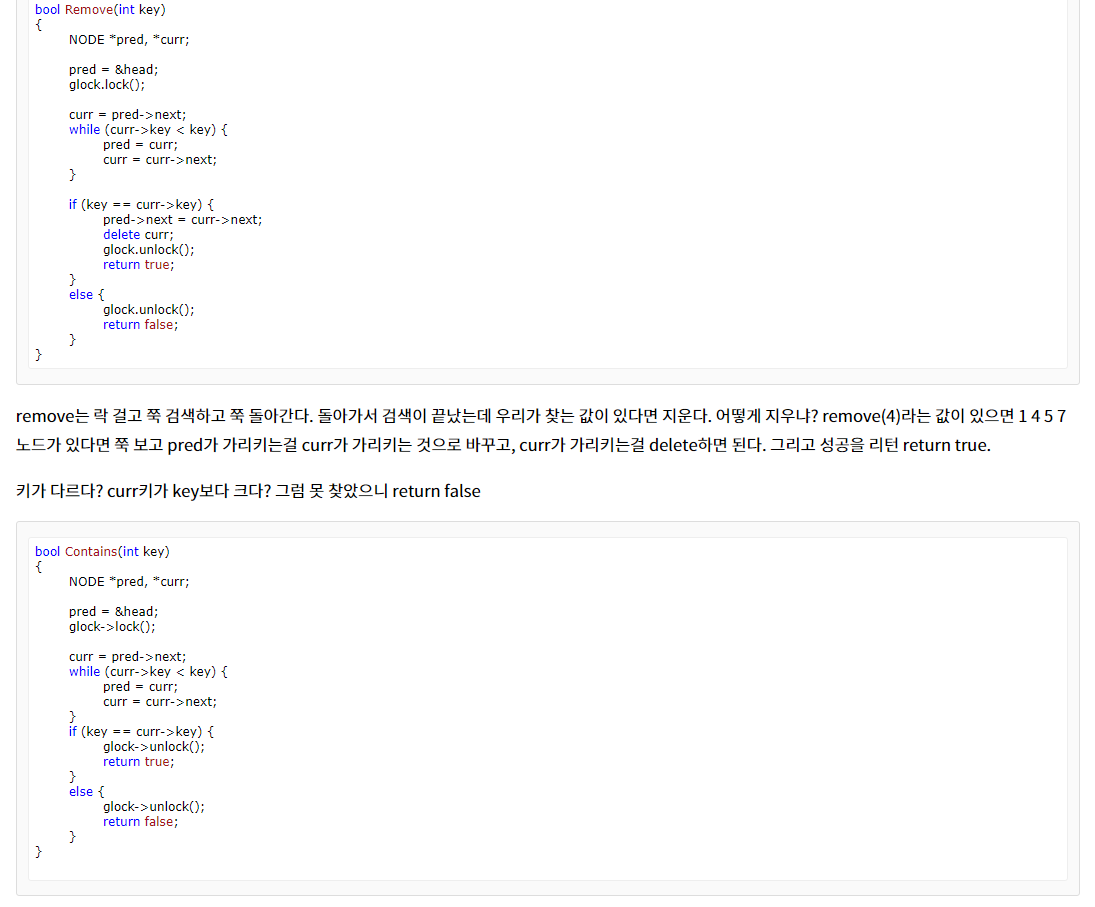 bool Remove(int key)
{
NODE *pred, *curr;
pred = &head;
glock.lock();
curr = pred->next;
while (curr->key < key) {
pred = curr;
curr = curr->next;
}
if (key == curr->key) {
pred->next = curr->next;
delete curr;
glock.unlock();
return true;
}
else {
glock.unlock();
return false;
}
}
remove는 락 걸고 쭉 검색하고 쭉 돌아간다. 돌아가서 검색이 끝났는데 우리가 찾는 값이 있다면 지운다. 어떻게 지우냐? remove(4)라는 값이 있으면 1 4 5 7
노드가 있다면 쭉 보고 pred가 가리키는걸 curr가 가리키는 것으로 바꾸고, curr가 가리키는걸 delete하면 된다. 그리고 성공을 리턴 return true.
키가 다르다? curr키가 key보다 크다? 그럼 못 찾았으니 return false
bool Contains(int key)
{
NODE *pred, *curr;
pred = &head;
glock->lock();
curr = pred->next;
while (curr->key < key) {
pred = curr;
curr = curr->next;
}
if (key == curr->key) {
glock->unlock();
return true;
}
else {
glock->unlock();
return false;
}
}